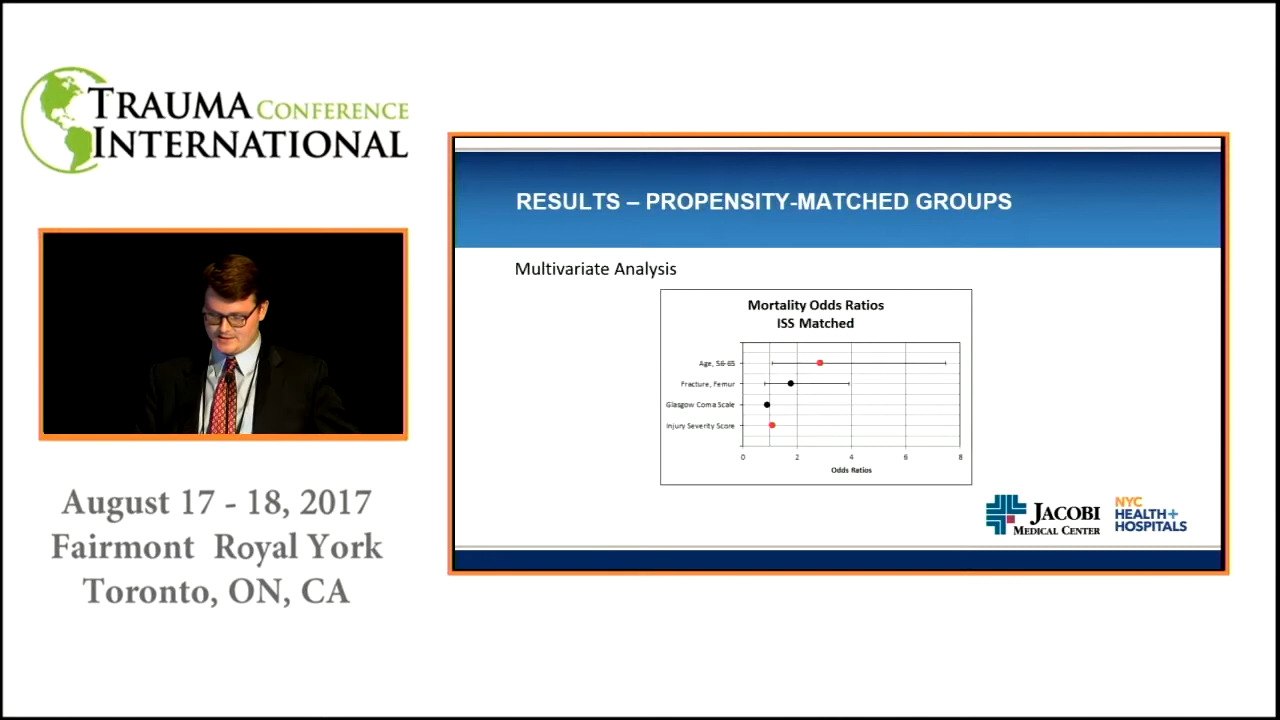 TRAUMA CONFERENCE
INTERNATIONAL
August 17 - 18, 2017
Fairmont Royal York
Toronto, ON, CA
RESULTS – PROPENSITY-MATCHED GROUPS
Multivariate Analysis
Mortality Odds Ratios
ISS Matched
Age, 56-65
Fracture, Femur
Glasgow Coma Scale
Injury Severity Score
0 2 4 6 8
Odds Ratios
JACOBI
MEDICAL CENTER
NYC
HEALTH+
HOSPITALS